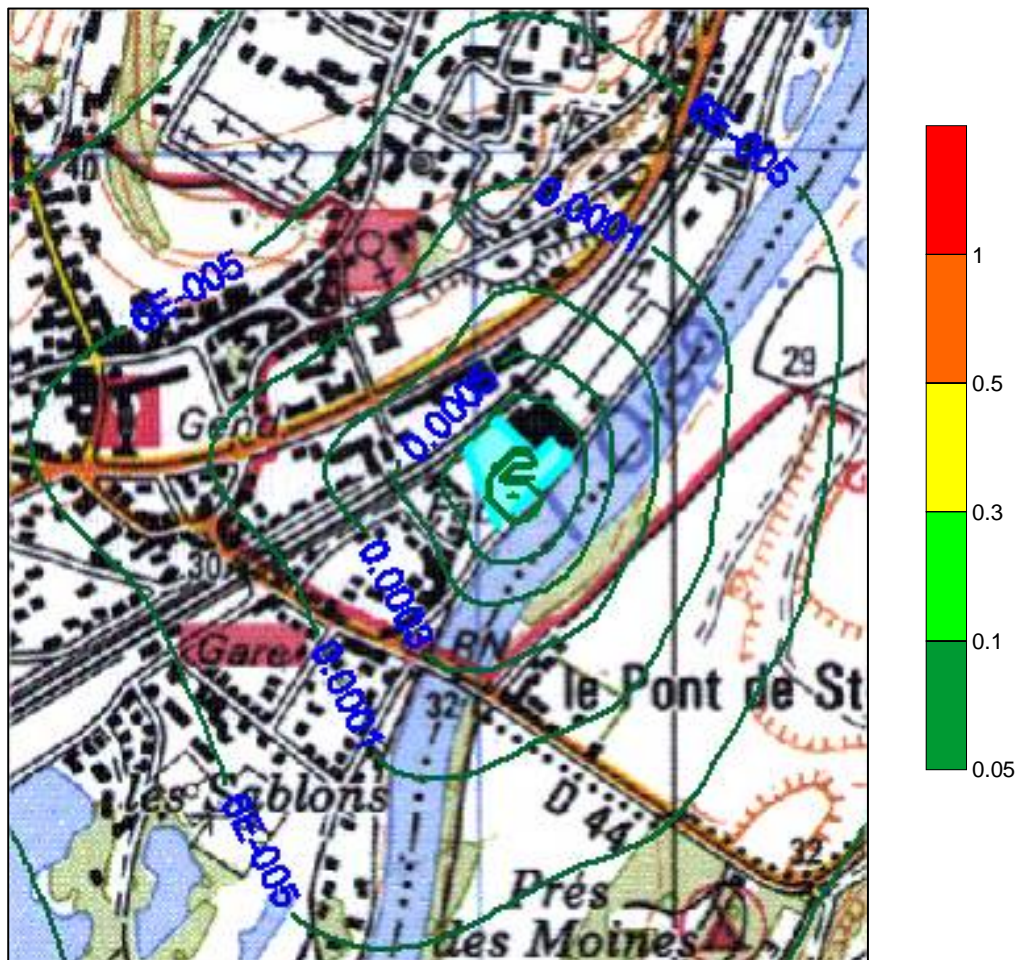 40
6E-005
0.0001
6E-005
1
29
0.5
Gend
0.0006
0.3
30
0.0003
0.1
Gare
RN
0.0001
32
le Pont de St
0.05
les Sablons
D 44
6E-005
32
Prés
des Moines